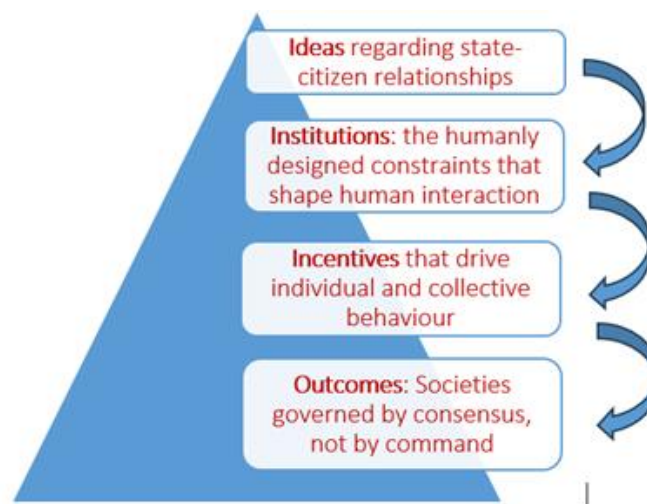 Ideas regarding state-
citizen relationships
Institutions: the humanly
designed constraints that
shape human interaction
Incentives that drive
individual and collective
behaviour
Outcomes: Societies
governed by consensus,
not by command